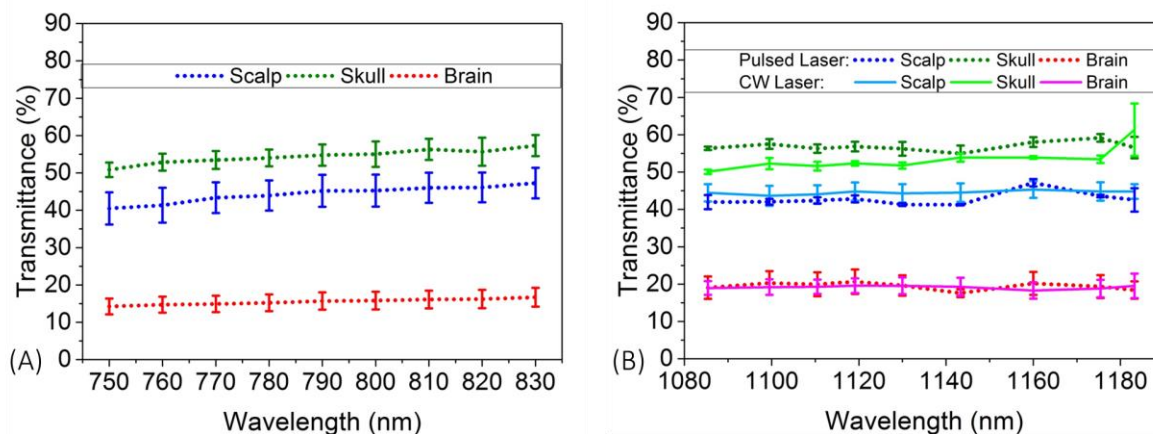 90
80
70
60
50
40
30
20
10
0
Transmittance (%)
Scalp Skull Brain
750 760 770 780 790 800 810 820 830
Wavelength (nm)
(A)
90
80
70
60
50
40
30
20
10
0
Transmittance (%)
Pulsed Laser: Scalp Skull Brain
CW Laser: Scalp Skull Brain
1080 1100 1120 1140 1160 1180
Wavelength (nm)
(B)